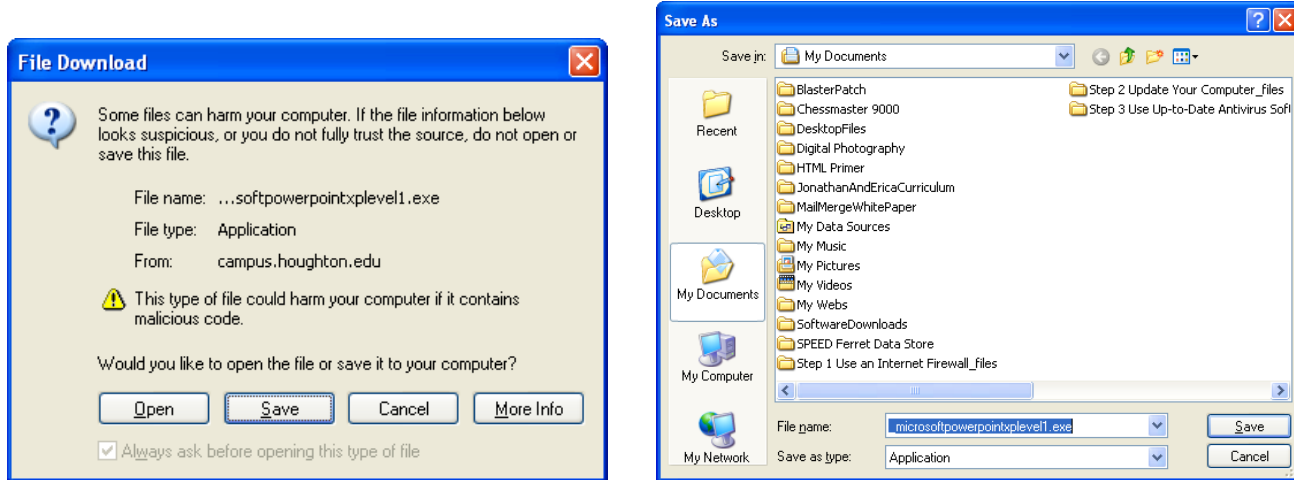 File Download
Some files can harm your computer. If the file information below
looks suspicious, or you do not fully trust the source, do not open or
save this file.
File name: ...softpowerpointxplevel1.exe
File type: Application
From: campus.houghton.edu
This type of file could harm your computer if it contains
malicious code.
Would you like to open the file or save it to your computer?
Open Save Cancel More Info
Always ask before opening this type of file
Save As
Save in: My Documents
Recent
Desktop
My Documents
My Computer
My Network
BlasterPatch
Chessmaster 9000
DesktopFiles
Digital Photography
HTML Primer
JonathanAndEricaCurriculum
MailMergeWhitePaper
My Data Sources
My Music
My Pictures
My Videos
My Webs
SoftwareDownloads
SPEED Ferret Data Store
Step 1 Use an Internet Firewall_files
Step 2 Update Your Computer_files
Step 3 Use Up-to-Date Antivirus Soft
File name: microsoftpowerpointxplevel1.exe Save
Save as type: Application Cancel